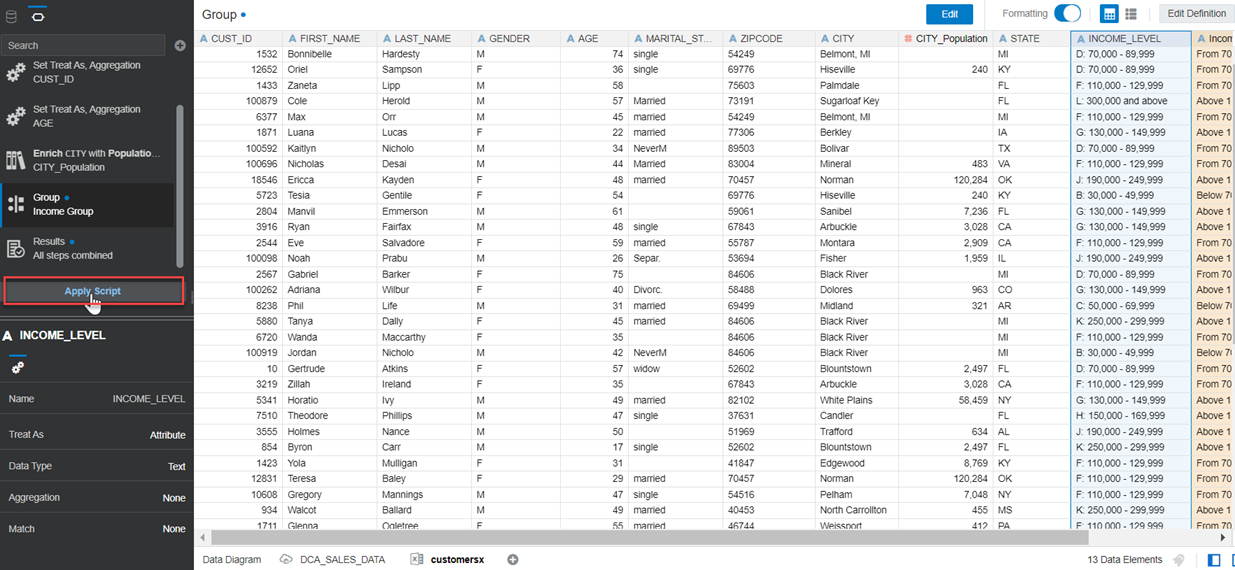 Group
Edit
Formatting
Edit Definition
Search
Set Treat As, Aggregation
CUST_ID
Set Treat As, Aggregation
AGE
Enrich CITY with Populatio...
CITY_Population
Group
Income Group
Results
All steps combined
Apply Script
A INCOME_LEVEL
Name INCOME_LEVEL
Treat As Attribute
Data Type Text
Aggregation None
Match None
A CUST_ID A FIRST_NAME A LAST_NAME A GENDER A AGE A MARITAL_ST... A ZIPCODE A CITY # CITY_Population A STATE A INCOME_LEVEL A Incom
1532 Bonnibelle Hardesty M 74 single 54249 Belmont, MI MI D: 70,000 - 89,999 From 70
12652 Oriel Sampson F 36 single 69776 Hiseville 240 KY D: 70,000 - 89,999 From 70
1433 Zaneta Lipp M 58 75603 Palmdale FL F: 110,000 - 129,999 From 70
100879 Cole Herold M 57 Married 73191 Sugarloaf Key FL L: 300,000 and above Above 1
6377 Max Orr M 45 married 54249 Belmont, MI MI F: 110,000 - 129,999 From 70
1871 Luana Lucas F 22 married 77306 Berkley IA G: 130,000 - 149,999 Above 1
100592 Kaitlyn Nicholo M 34 NeverM 89503 Bolivar TX D: 70,000 - 89,999 From 70
100696 Nicholas Desai M 44 Married 83004 Mineral 483 VA F: 110,000 - 129,999 From 70
18546 Ericca Kayden F 48 married 70457 Norman 120,284 OK J: 190,000 - 249,999 Above 1
5723 Tesia Gentile F 54 69776 Hiseville 240 KY B: 30,000 - 49,999 Below 70
2804 Manvil Emmerson M 61 59061 Sanibel 7,236 FL G: 130,000 - 149,999 Above 1
3916 Ryan Fairfax M 48 single 67843 Arbuckle 3,028 CA G: 130,000 - 149,999 Above 1
2544 Eve Salvadore F 59 married 55787 Montara 2,909 CA F: 110,000 - 129,999 From 70
100098 Noah Prabu M 26 Separ. 53694 Fisher 1,959 IL J: 190,000 - 249,999 Above 1
2567 Gabriel Barker F 75 84606 Black River MI D: 70,000 - 89,999 From 70
100262 Adriana Wilbur F 40 Divorc. 58488 Dolores 963 CO G: 130,000 - 149,999 Above 1
8238 Phil Life M 31 married 69499 Midland 321 AR C: 50,000 - 69,999 Below 70
5880 Tanya Dally F 45 married 84606 Black River MI K: 250,000 - 299,999 Above 1
6720 Wanda Maccarthy F 35 84606 Black River MI F: 110,000 - 129,999 From 70
100919 Jordan Nicholo M 42 NeverM 84606 Black River MI B: 30,000 - 49,999 Below 70
10 Gertrude Atkins F 57 widow 52602 Blountstown 2,497 FL D: 70,000 - 89,999 From 70
3219 Zillah Ireland F 35 67843 Arbuckle 3,028 CA F: 110,000 - 129,999 From 70
5341 Horatio Ivy M 49 married 82102 White Plains 58,459 NY G: 130,000 - 149,999 Above 1
7510 Theodore Phillips M 47 single 37631 Candler FL H: 150,000 - 169,999 Above 1
3555 Holmes Nance M 50 51969 Trafford 634 AL J: 190,000 - 249,999 Above 1
854 Byron Carr M 17 single 52602 Blountstown 2,497 FL K: 250,000 - 299,999 Above 1
1423 Yola Mulligan F 31 41847 Edgewood 8,769 KY F: 110,000 - 129,999 From 70
12831 Teresa Baley F 29 married 70457 Norman 120,284 OK F: 110,000 - 129,999 From 70
10608 Gregory Mannings M 47 single 54516 Pelham 7,048 NY F: 110,000 - 129,999 From 70
934 Walcot Ballard M 49 married 40453 North Carrollton 455 MS K: 250,000 - 299,999 Above 1
1711 Glenna Ogletree F 55 married 46744 Weissport 412 PA F: 110,000 - 129,999 From 70
Data Diagram DCA_SALES_DATA customersx 13 Data Elements